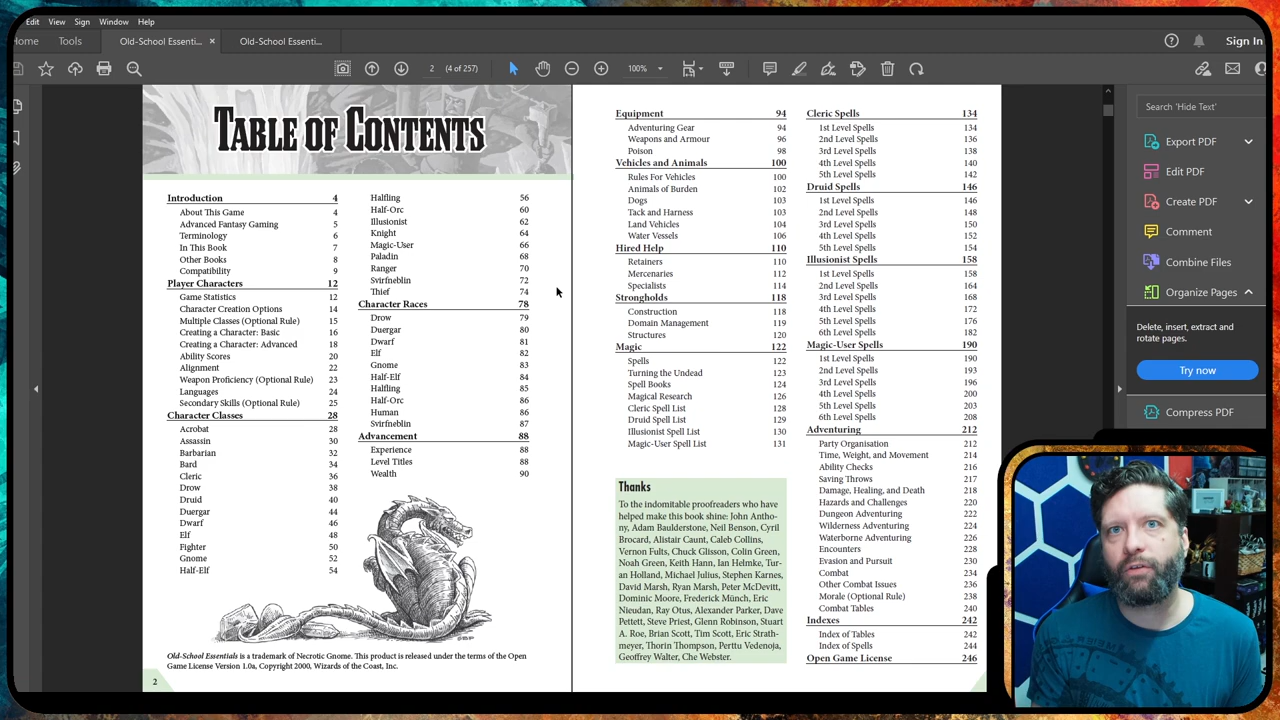 Edit View Sign Window Help
Home Tools Old-School Essenti... × Old-School Essenti... Sign In
2 (4 of 257) 100%
TABLE OF CONTENTS
Introduction 4
About This Game 4
Advanced Fantasy Gaming 5
Terminology 6
In This Book 7
Other Books 8
Compatibility 9
Player Characters 12
Game Statistics 12
Character Creation Options 14
Multiple Classes (Optional Rule) 15
Creating a Character: Basic 16
Creating a Character: Advanced 18
Ability Scores 20
Alignment 22
Weapon Proficiency (Optional Rule) 23
Languages 24
Secondary Skills (Optional Rule) 25
Character Classes 28
Acrobat 28
Assassin 30
Barbarian 32
Bard 34
Cleric 36
Drow 38
Druid 40
Duergar 44
Dwarf 46
Elf 48
Fighter 50
Gnome 52
Half-Elf 54
Halfling 56
Half-Orc 60
Illusionist 62
Knight 64
Magic-User 66
Paladin 68
Ranger 70
Svirfneblin 72
Thief 74
Character Races 78
Drow 79
Duergar 80
Dwarf 81
Elf 82
Gnome 83
Half-Elf 84
Halfling 85
Half-Orc 86
Human 86
Svirfneblin 87
Advancement 88
Experience 88
Level Titles 88
Wealth 90
Old-School Essentials is a trademark of Necrotic Gnome. This product is released under the terms of the Open
Game License Version 1.0a, Copyright 2000, Wizards of the Coast, Inc.
2
Equipment 94
Adventuring Gear 94
Weapons and Armour 96
Poison 98
Vehicles and Animals 100
Rules For Vehicles 100
Animals of Burden 102
Dogs 103
Tack and Harness 103
Land Vehicles 104
Water Vessels 106
Hired Help 110
Retainers 110
Mercenaries 112
Specialists 114
Strongholds 118
Construction 118
Domain Management 119
Structures 120
Magic 122
Spells 122
Turning the Undead 123
Spell Books 124
Magical Research 126
Cleric Spell List 128
Druid Spell List 129
Illusionist Spell List 130
Magic-User Spell List 131
Thanks
To the indomitable proofreaders who have
helped make this book shine: John Antho-
ny, Adam Baulderstone, Neil Benson, Cyril
Brocard, Alistair Caunt, Caleb Collins,
Vernon Fults, Chuck Glisson, Colin Green,
Noah Green, Keith Hann, Ian Helmke, Tur-
an Holland, Michael Julius, Stephen Karnes,
David Marsh, Ryan Marsh, Peter McDevitt,
Dominic Moore, Frederick Münch, Eric
Nieudan, Ray Otus, Alexander Parker, Dave
Pettett, Steve Priest, Glenn Robinson, Stuart
A. Roe, Brian Scott, Tim Scott, Eric Strath-
meyer, Thorin Thompson, Perttu Vedenoja,
Geoffrey Walter, Che Webster.
Cleric Spells 134
1st Level Spells 134
2nd Level Spells 136
3rd Level Spells 138
4th Level Spells 140
5th Level Spells 142
Druid Spells 146
1st Level Spells 146
2nd Level Spells 148
3rd Level Spells 150
4th Level Spells 152
5th Level Spells 154
Illusionist Spells 158
1st Level Spells 158
2nd Level Spells 164
3rd Level Spells 168
4th Level Spells 172
5th Level Spells 176
6th Level Spells 182
Magic-User Spells 190
1st Level Spells 190
2nd Level Spells 193
3rd Level Spells 196
4th Level Spells 200
5th Level Spells 203
6th Level Spells 208
Adventuring 212
Party Organisation 212
Time, Weight, and Movement 214
Ability Checks 216
Saving Throws 217
Damage, Healing, and Death 218
Hazards and Challenges 220
Dungeon Adventuring 222
Wilderness Adventuring 224
Waterborne Adventuring 226
Encounters 228
Evasion and Pursuit 230
Combat 234
Other Combat Issues 236
Morale (Optional Rule) 238
Combat Tables 240
Indexes 242
Index of Tables 242
Index of Spells 244
Open Game License 246
Search 'Hide Text'
Export PDF
Edit PDF
Create PDF
Comment
Combine Files
Organize Pages
Delete, insert, extract and
rotate pages.
Try now
Compress PDF